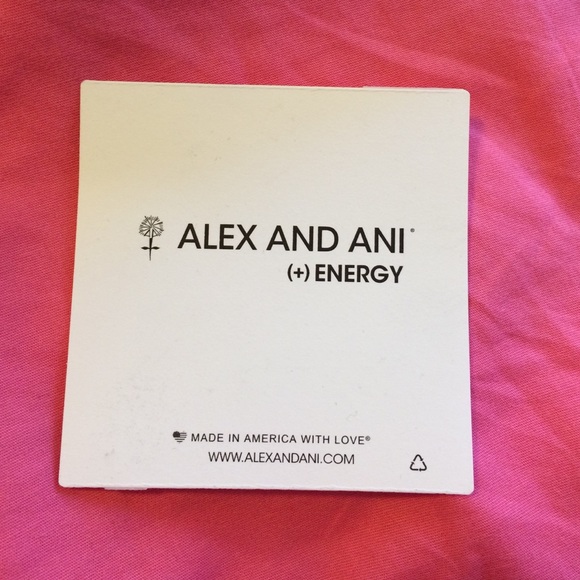 ALEX AND ANI®
(+) ENERGY
MADE IN AMERICA WITH LOVE®
WWW.ALEXANDANI.COM